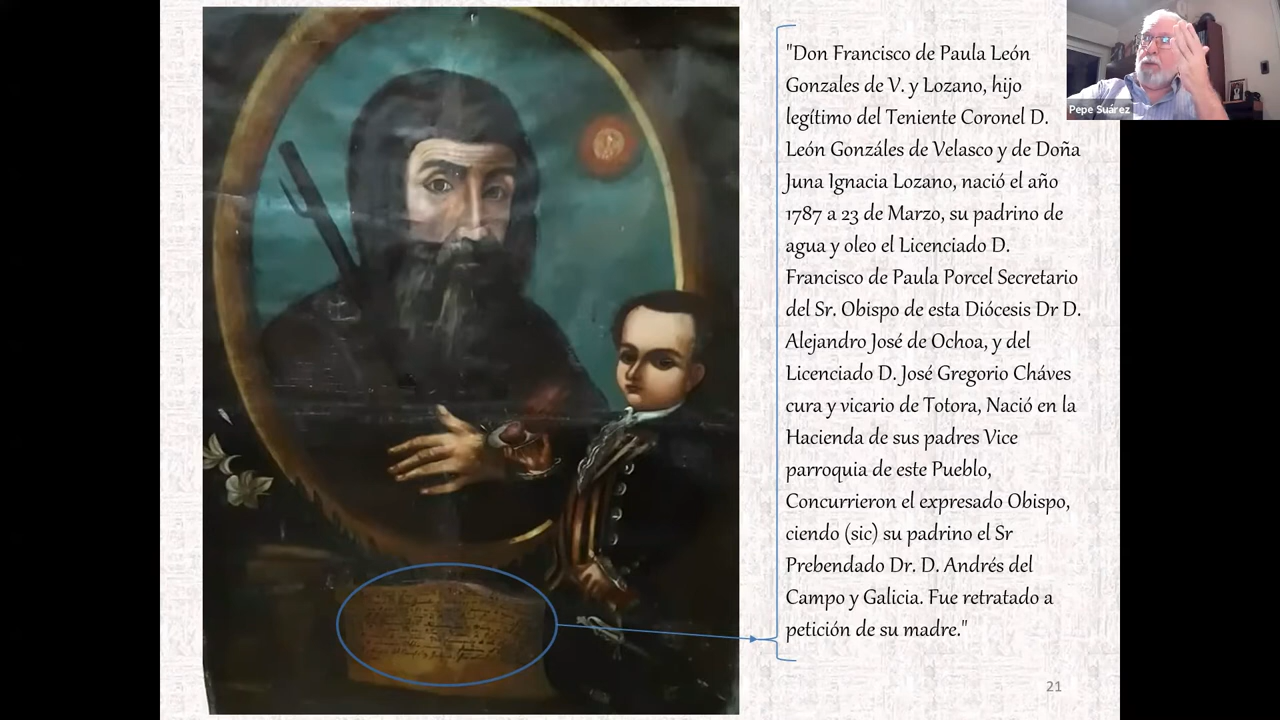 "Don Francisco de Paula León
Gonzales de V. y Lozano, hijo
legítimo del Teniente Coronel D.
León Gonzáles de Velasco y de Doña
Juna Ignacia Lozano, nació el año
1787 a 23 de Marzo, su padrino de
agua y oleo el Licenciado D.
Francisco de Paula Porcel Secretario
del Sr. Obispo de esta Diócesis Dr D.
Alejandro José de Ochoa, y del
Licenciado D. José Gregorio Cháves
cura y vicario de Totora. Nació en la
Hacienda de sus padres Vice
parroquia de este Pueblo,
Concurriendo el expresado Obispo,
ciendo (sic) su padrino el Sr
Prebendado Dr. D. Andrés del
Campo y Galicia. Fue retratado a
petición de su madre."
21
Pepe Suárez